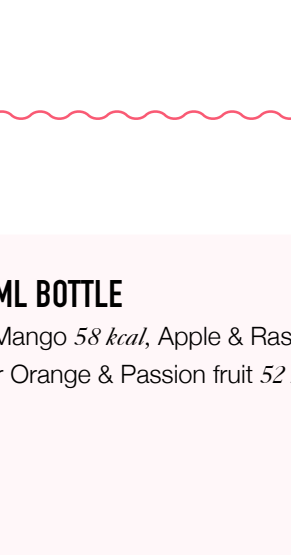 ML BOTTLE
Mango 58 kcal, Apple & Ras
r Orange & Passion fruit 52